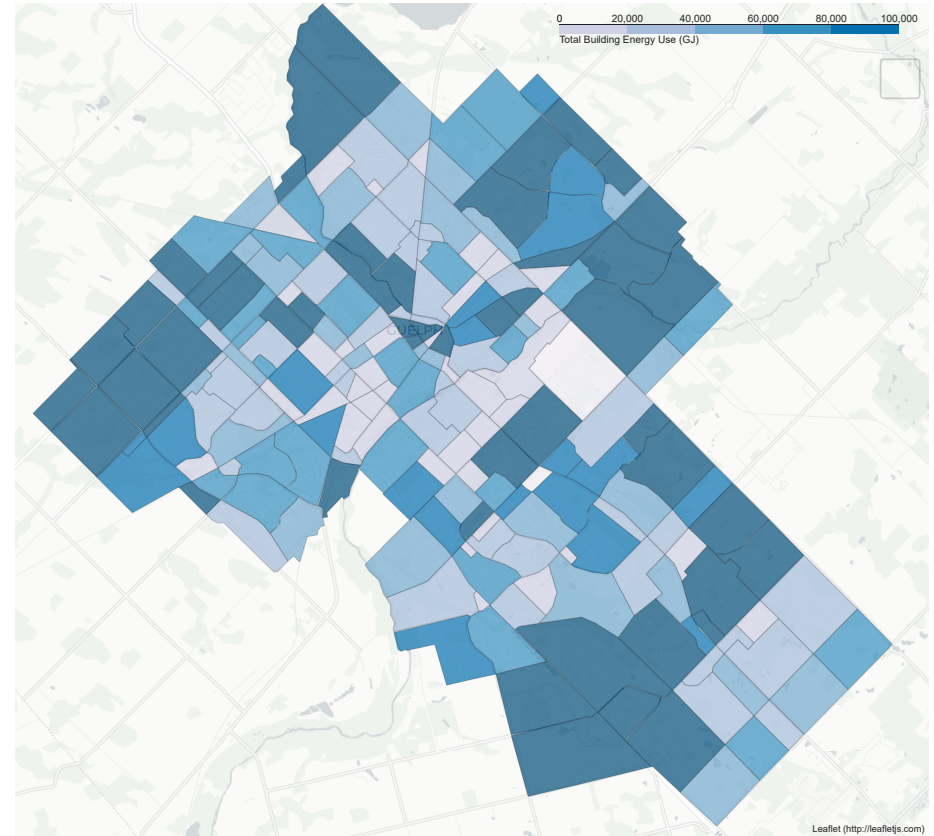 0 20,000 40,000 60,000 80,000 100,000
Total Building Energy Use (GJ)
GUELPH
Leaflet (http://leafletjs.com)